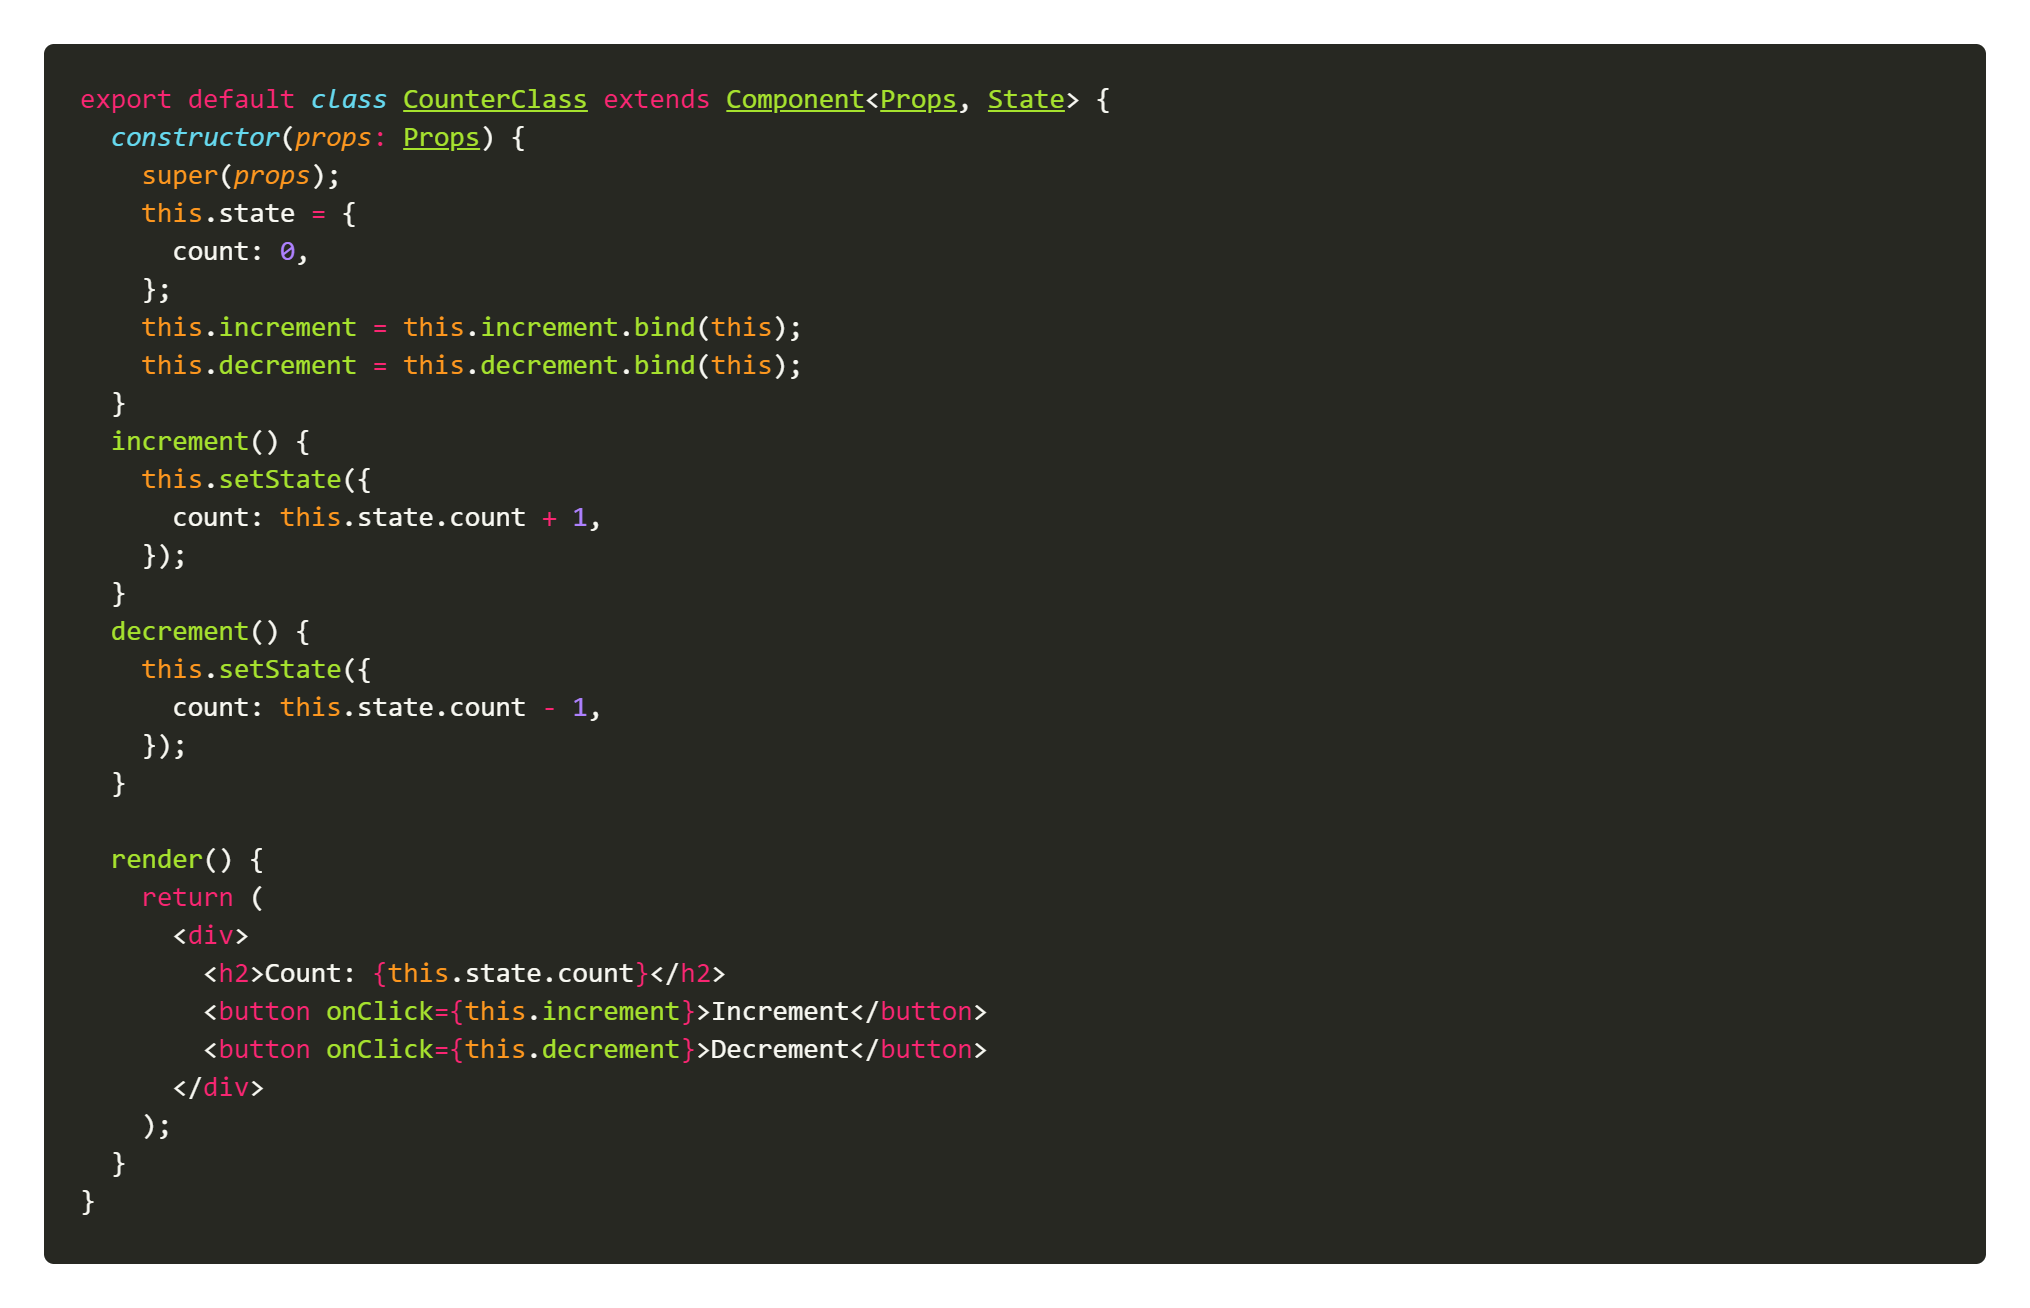 export default class CounterClass extends Component<Props, State> {
  constructor(props: Props) {
    super(props);
    this.state = {
      count: 0,
    };
    this.increment = this.increment.bind(this);
    this.decrement = this.decrement.bind(this);
  }
  increment() {
    this.setState({
      count: this.state.count + 1,
    });
  }
  decrement() {
    this.setState({
      count: this.state.count - 1,
    });
  }

  render() {
    return (
      <div>
        <h2>Count: {this.state.count}</h2>
        <button onClick={this.increment}>Increment</button>
        <button onClick={this.decrement}>Decrement</button>
      </div>
    );
  }
}